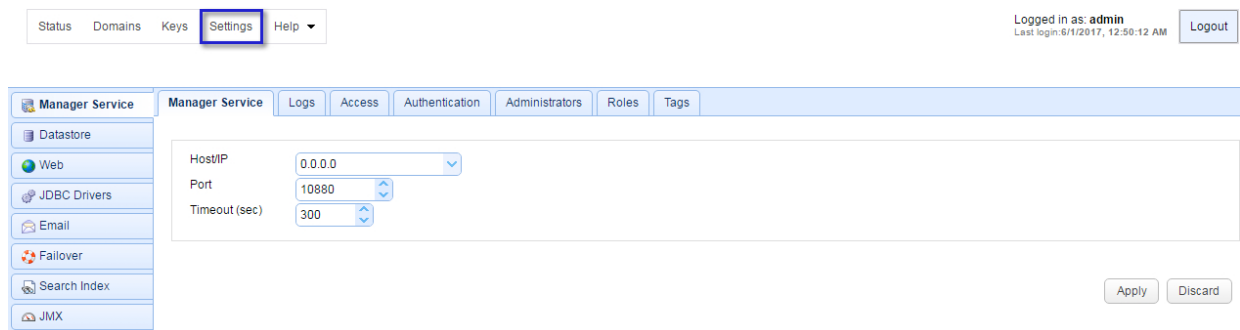 Status Domains Keys Settings Help
Logged in as: admin
Last login:6/1/2017, 12:50:12 AM
Logout
Manager Service
Datastore
Web
JDBC Drivers
Email
Failover
Search Index
JMX
Manager Service Logs Access Authentication Administrators Roles Tags
Host/IP 0.0.0.0
Port 10880
Timeout (sec) 300
Apply Discard